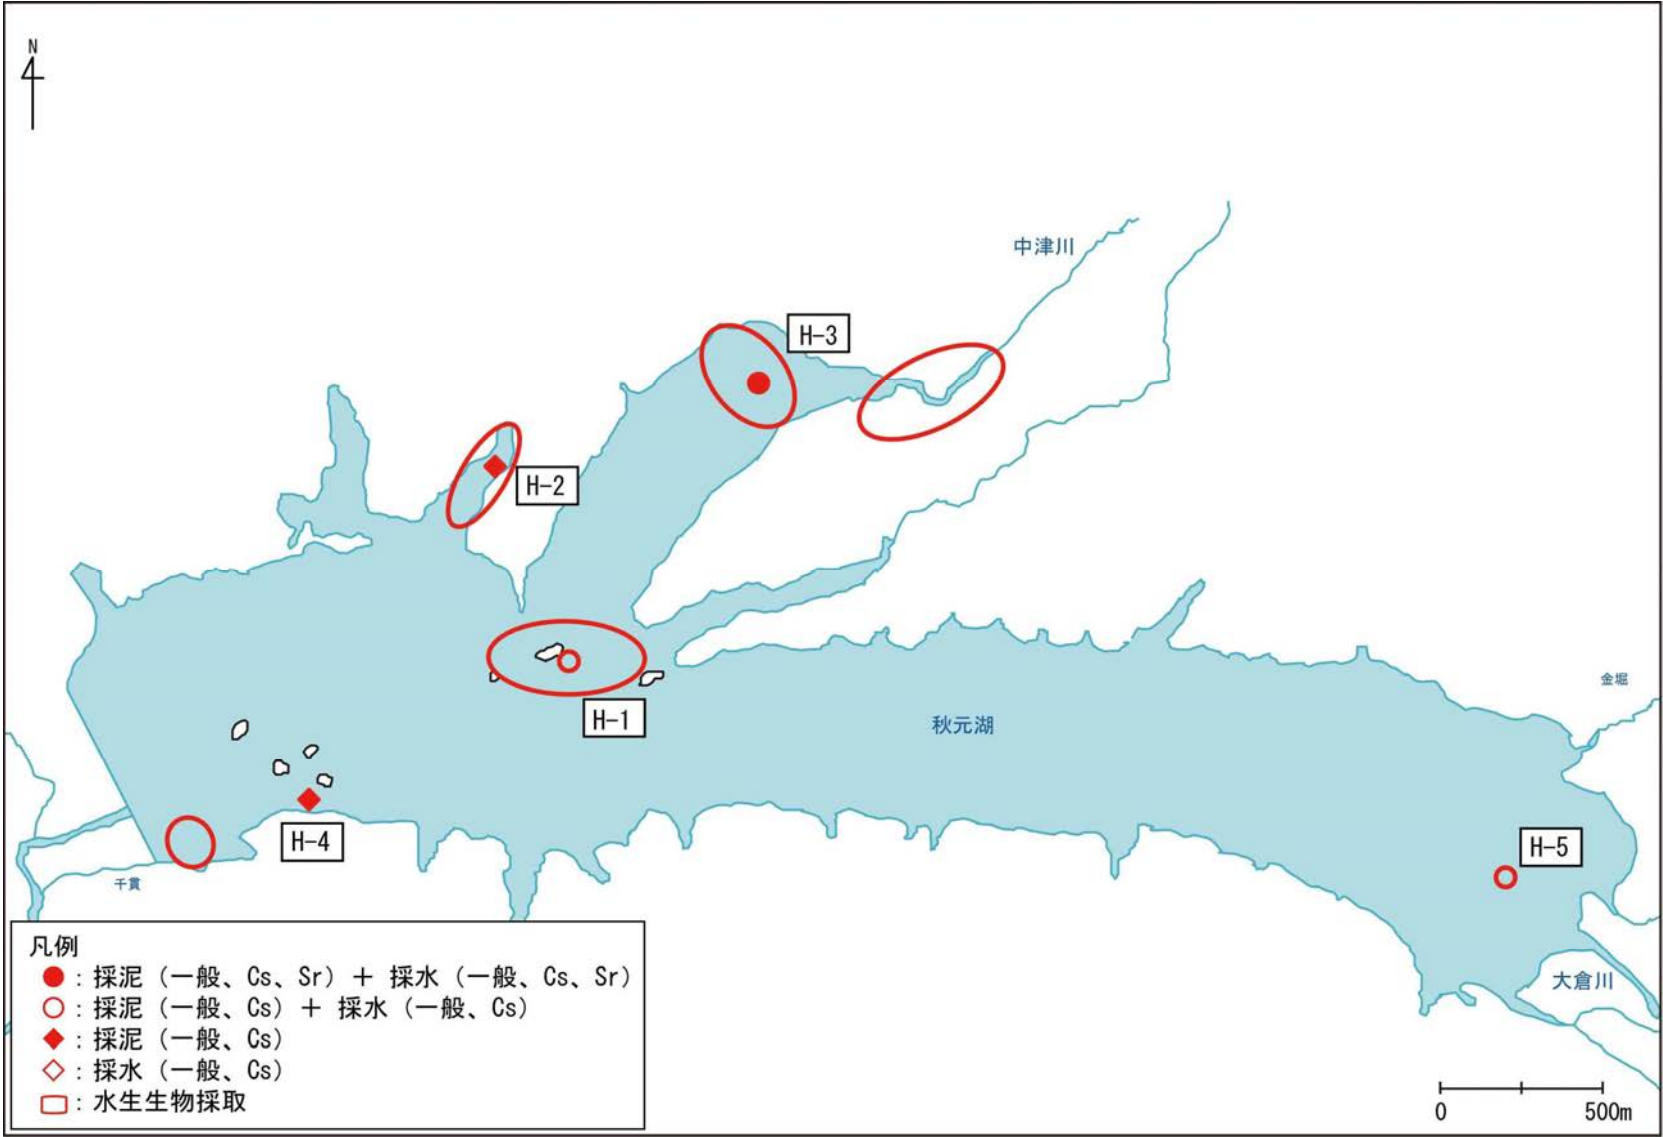 N
中津川
H-3
H-2
金堀
H-1
秋元湖
H-4
H-5
千貫
大倉川
凡例
：採泥（一般、Cs、Sr）＋ 採水（一般、Cs、Sr）
：採泥（一般、Cs）＋ 採水（一般、Cs）
：採泥（一般、Cs）
：採水（一般、Cs）
：水生生物採取
0 500m